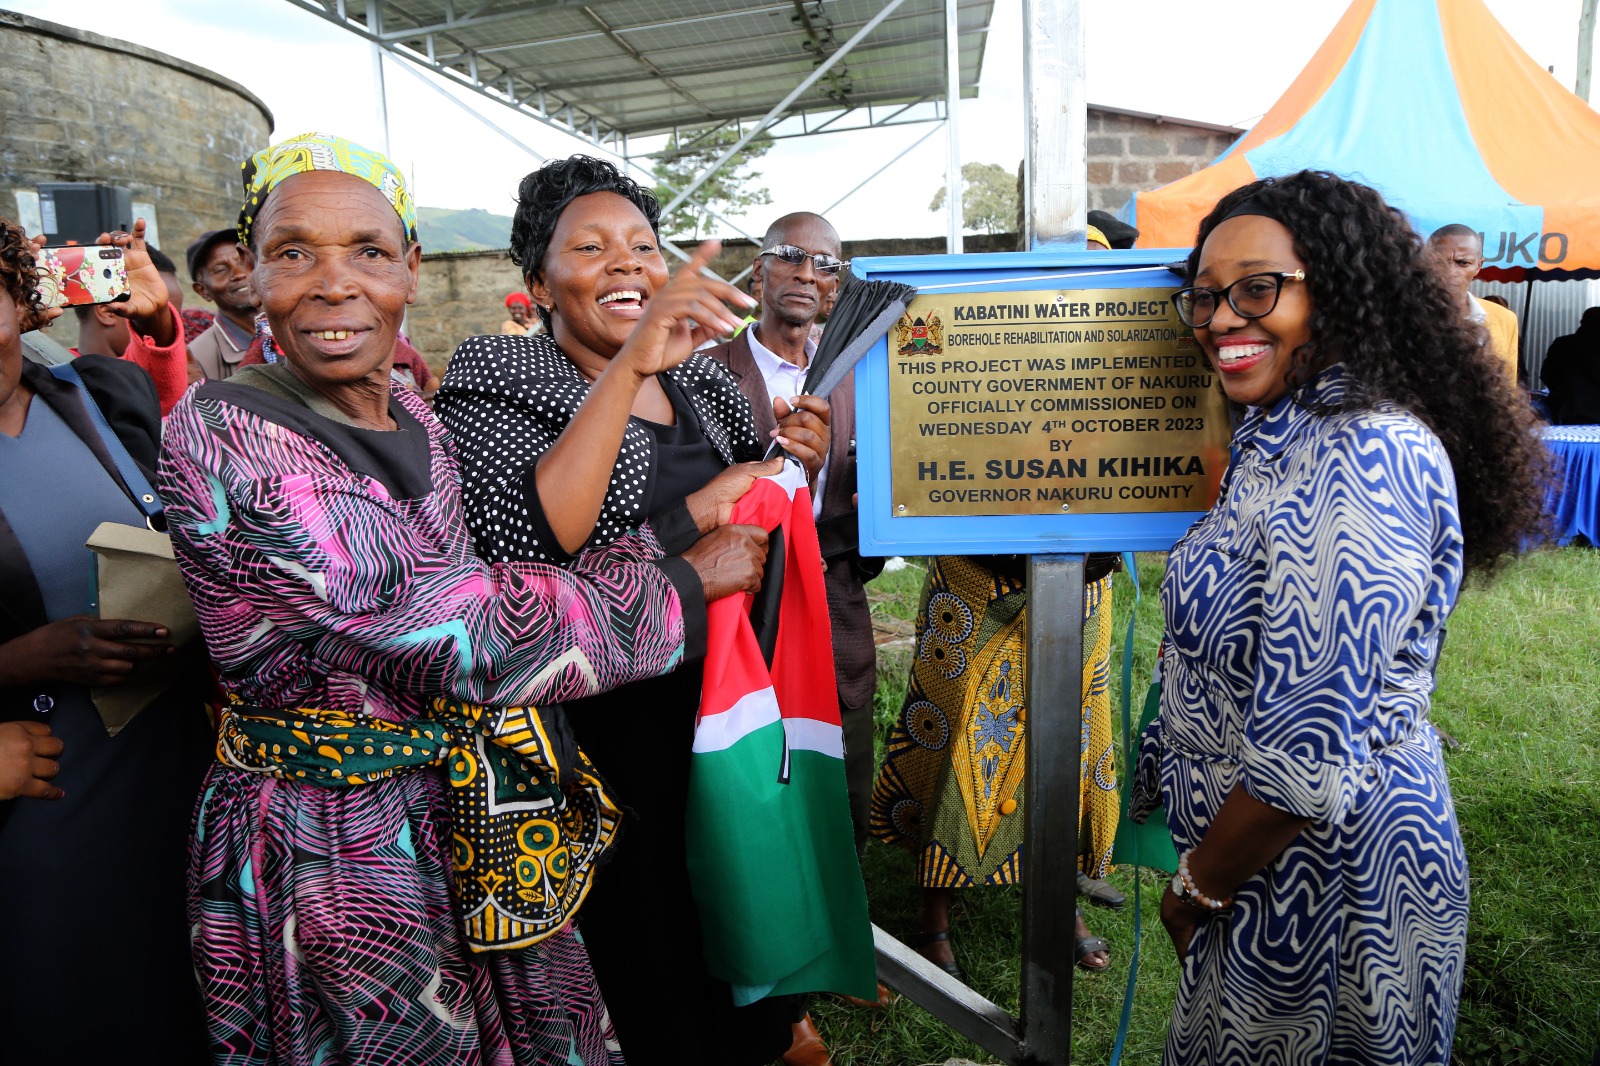 KABATINI WATER PROJECT
BOREHOLE REHABILITATION AND SOLARIZATION
THIS PROJECT WAS IMPLEMENTED
COUNTY GOVERNMENT OF NAKURU
OFFICIALLY COMMISSIONED ON
WEDNESDAY 4TH OCTOBER 2023
BY
H.E. SUSAN KIHIKA
GOVERNOR NAKURU COUNTY
UKO